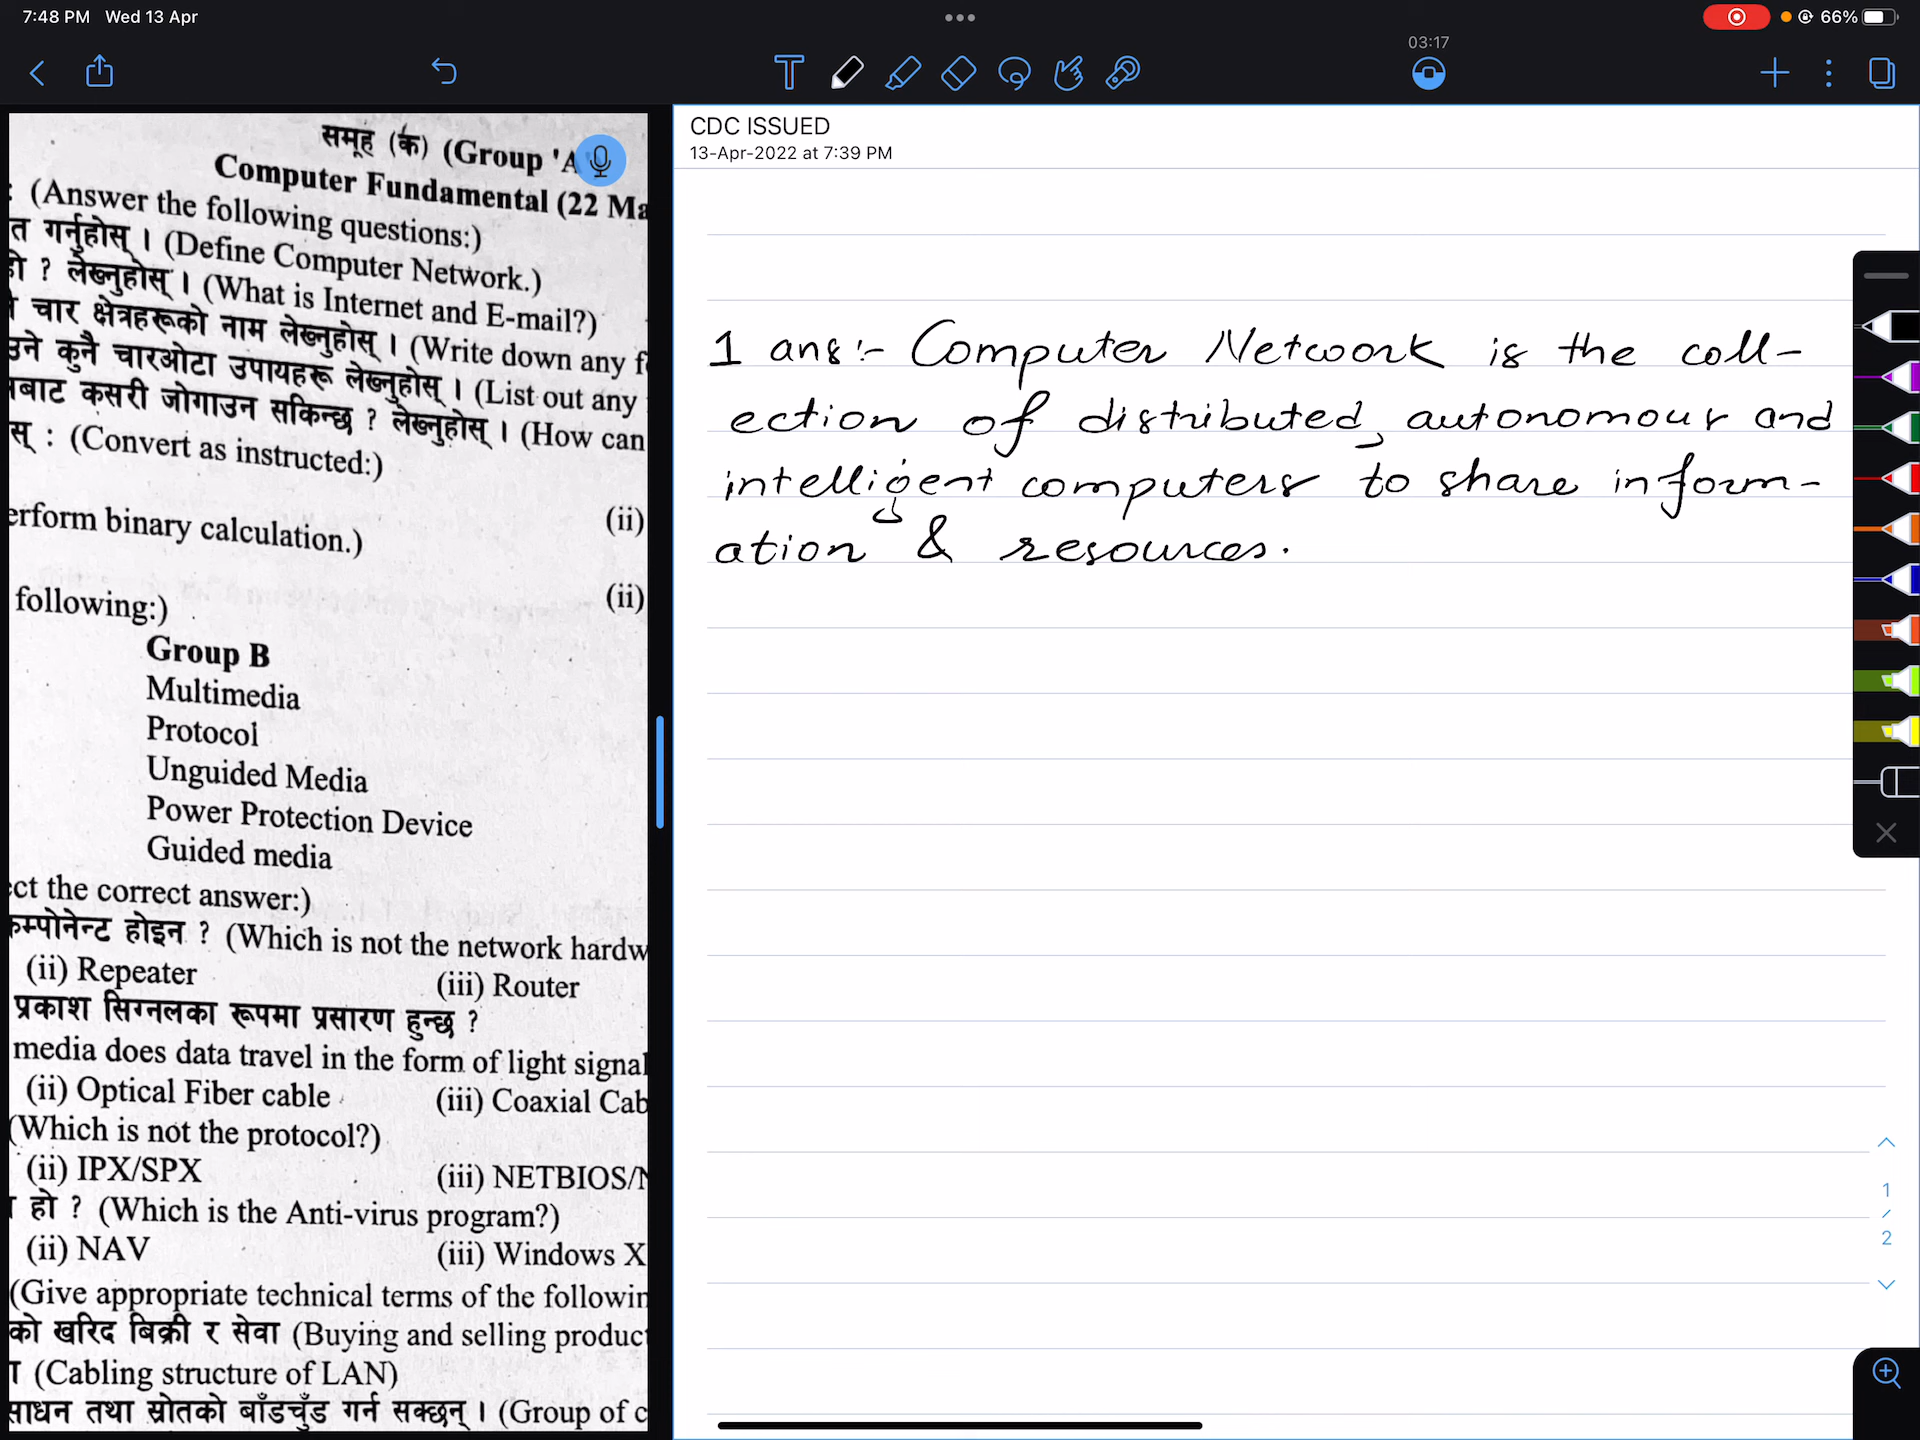 7:48 PM Wed 13 Apr
66%
03:17
समूह (क) (Group 'A
Computer Fundamental (22 Ma
: (Answer the following questions:)
त गर्नुहोस् । (Define Computer Network.)
? लेख्नुहोस् । (What is Internet and E-mail?)
चार क्षेत्रहरूको नाम लेख्नुहोस् । (Write down any f
उने कुनै चारओटा उपायहरू लेख्नुहोस् । (List out any
बाट कसरी जोगाउन सकिन्छ ? लेख्नुहोस् । (How can
स् : (Convert as instructed:)
(ii)
erform binary calculation.)
(ii)
following:)
Group B
Multimedia
Protocol
Unguided Media
Power Protection Device
Guided media
ect the correct answer:)
कम्पोनेन्ट होइन ? (Which is not the network hardw
(ii) Repeater (iii) Router
प्रकाश सिग्नलका रूपमा प्रसारण हुन्छ ?
media does data travel in the form of light signal
(ii) Optical Fiber cable (iii) Coaxial Cab
(Which is not the protocol?)
(ii) IPX/SPX (iii) NETBIOS/N
हो ? (Which is the Anti-virus program?)
(ii) NAV (iii) Windows X
(Give appropriate technical terms of the followin
को खरिद बिक्री र सेवा (Buying and selling product
(Cabling structure of LAN)
साधन तथा स्रोतको बाँडचुँड गर्न सक्छन् । (Group of c
CDC ISSUED
13-Apr-2022 at 7:39 PM
1 ans:- Computer Network is the coll-
ection of distributed, autonomour and
intelligent computers to share inform-
ation & resources.
1
/
2